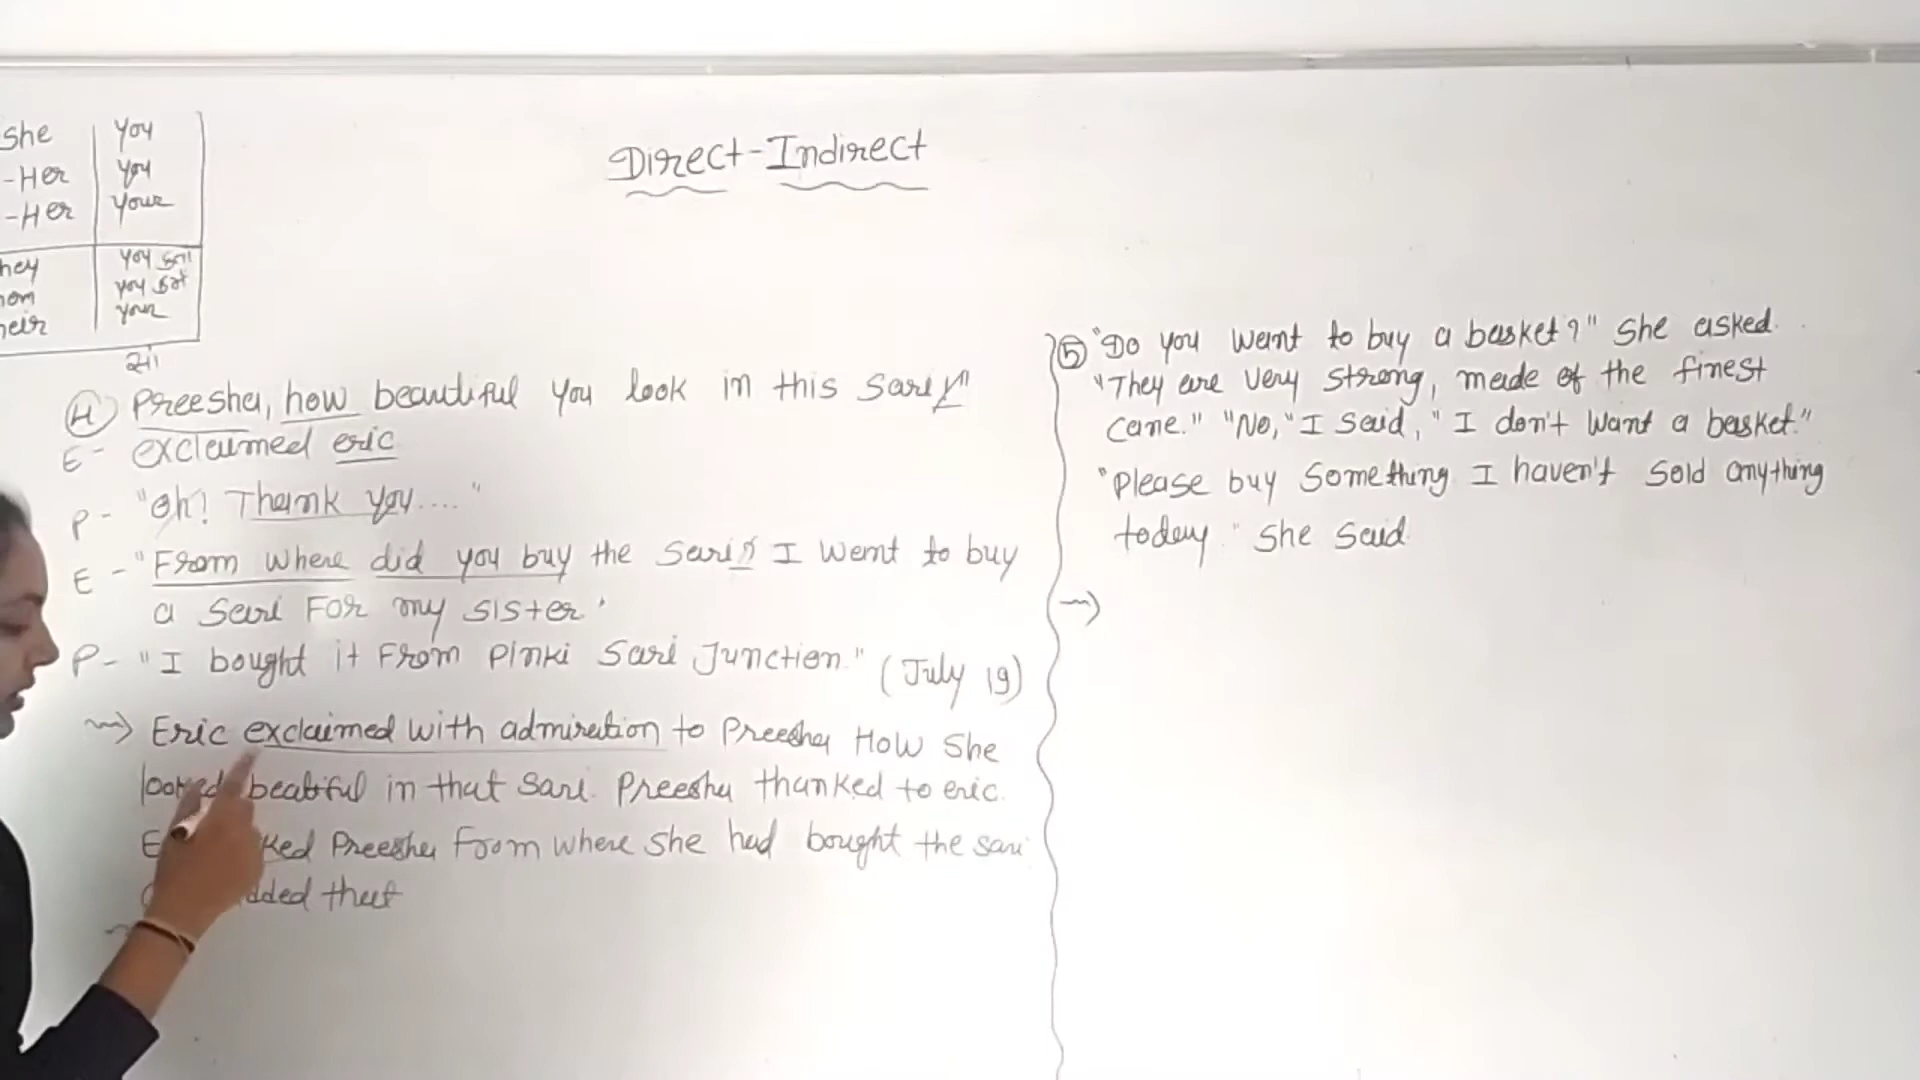 She You
-Her You
-Her Your
hey you
you
heir your
Direct-Indirect
(4) Preesha, how beautiful you look in this Sari!"
E- exclaimed eric
P- "Oh! Thank you...."
E- "From where did you buy the Sari? I want to buy
a Sari For my sister."
P- "I bought it From Pinki Sari Junction." (July 19)
Eric exclaimed with admiration to Preesha How She
looked beatiful in that Sari. Preesha thanked to eric.
Preesha From where She had bought the sari
that
(5) "Do you want to buy a basket?" She asked.
"They are very strong, made of the finest
cane." "No," I said, "I don't want a basket."
"Please buy Something I haven't Sold anything
today." She Said